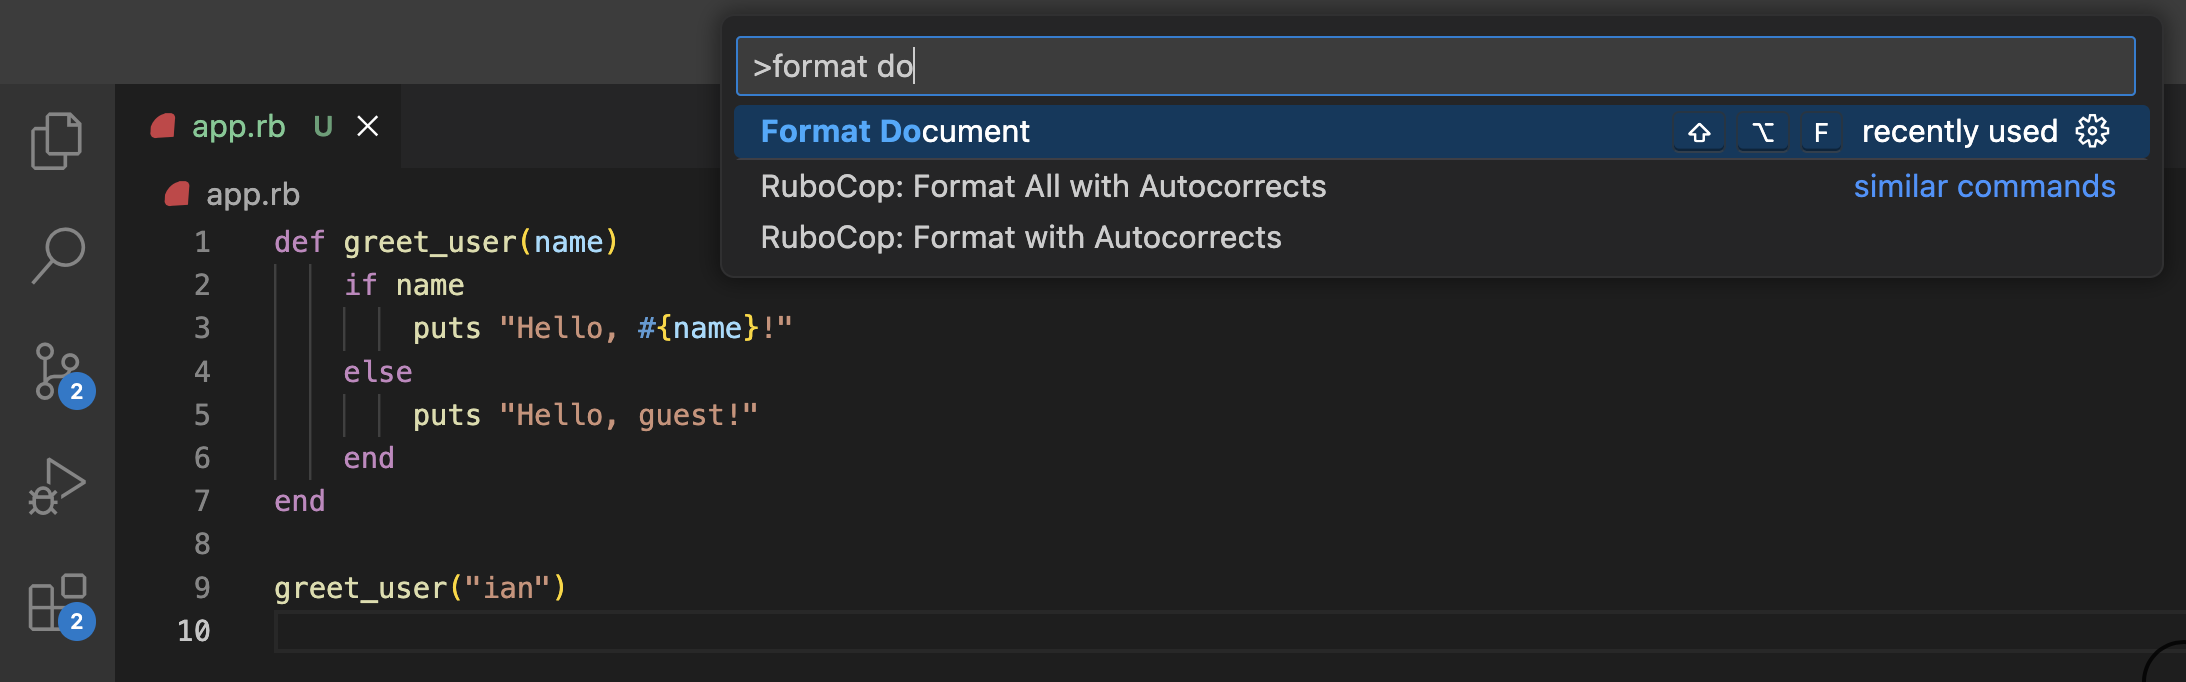 >format do
Format Document ⇧ ⌥ F recently used
RuboCop: Format All with Autocorrects similar commands
RuboCop: Format with Autocorrects
app.rb U
app.rb
1 def greet_user(name)
2     if name
3         puts "Hello, #{name}!"
4     else
5         puts "Hello, guest!"
6     end
7 end
8
9 greet_user("ian")
10
2
2